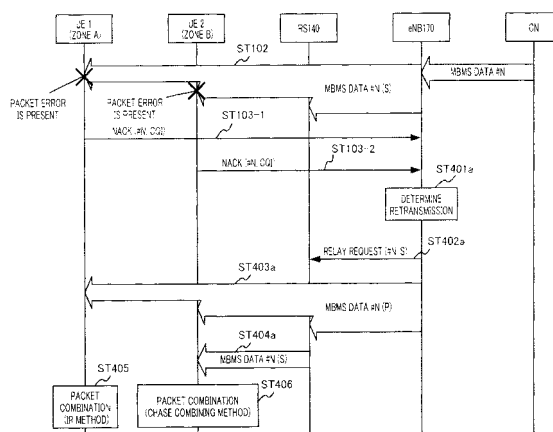 UE 1
(ZONE A)
UE 2
(ZONE B)
RS140
eNB170
CN
ST102
MBMS DATA #N
MBMS DATA #N (S)
PACKET ERROR
IS PRESENT
PACKET ERROR
IS PRESENT
ST103-1
NACK (#N, CQI)
ST103-2
NACK (#N, CQI)
ST401a
DETERMINE
RETRANSMISSION
ST402a
RELAY REQUEST (#N S)
ST403a
MBMS DATA #N (P)
ST404a
MBMS DATA #N (S)
ST405
PACKET
COMBINATION
(IR METHOD)
ST406
PACKET COMBINATION
(CHASE COMBINING METHOD)